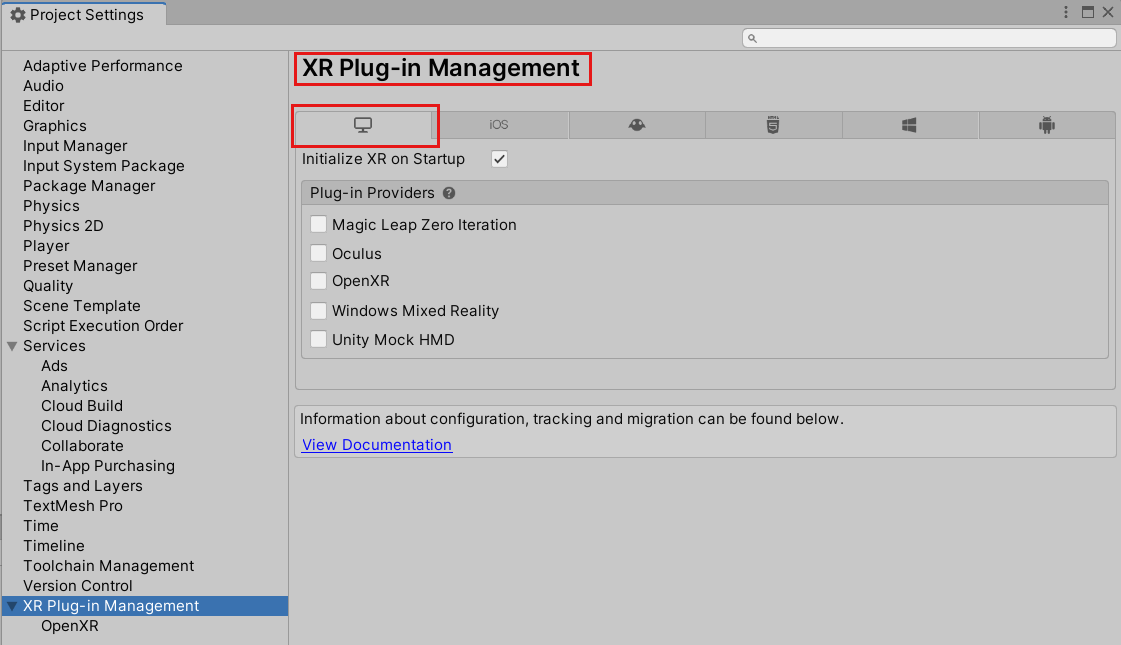 Project Settings
Adaptive Performance
Audio
Editor
Graphics
Input Manager
Input System Package
Package Manager
Physics
Physics 2D
Player
Preset Manager
Quality
Scene Template
Script Execution Order
Services
Ads
Analytics
Cloud Build
Cloud Diagnostics
Collaborate
In-App Purchasing
Tags and Layers
TextMesh Pro
Time
Timeline
Toolchain Management
Version Control
XR Plug-in Management
OpenXR
XR Plug-in Management
iOS
5
Initialize XR on Startup
Plug-in Providers ?
Magic Leap Zero Iteration
Oculus
OpenXR
Windows Mixed Reality
Unity Mock HMD
Information about configuration, tracking and migration can be found below.
View Documentation